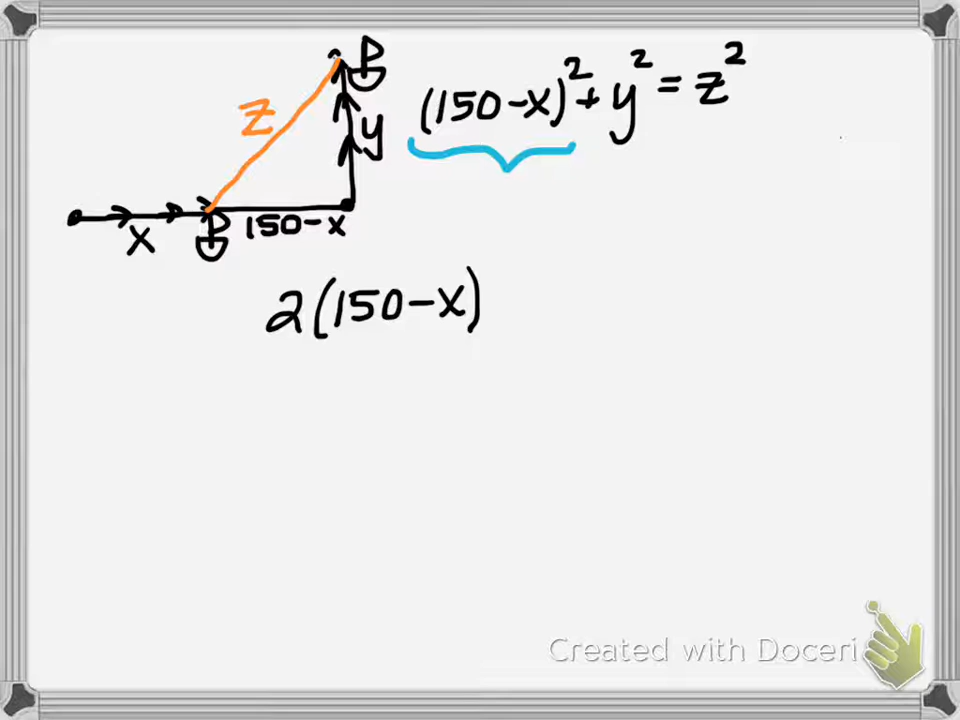 (150-x)² + y² = z²
z
y
150-x
x
2(150-x)
Created with Doceri